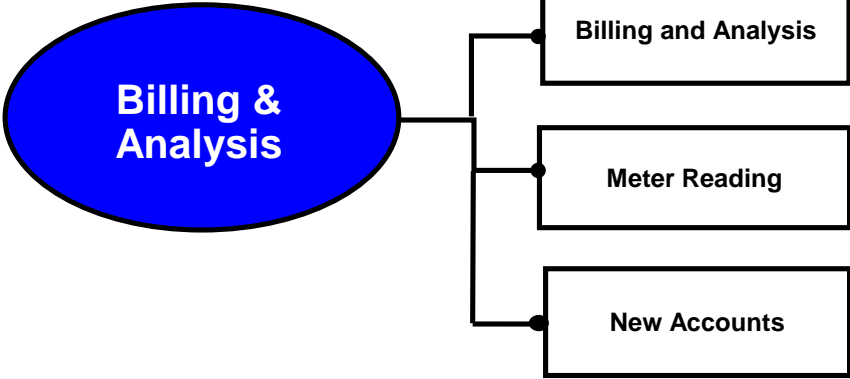 Billing &
Analysis
Billing and Analysis
Meter Reading
New Accounts